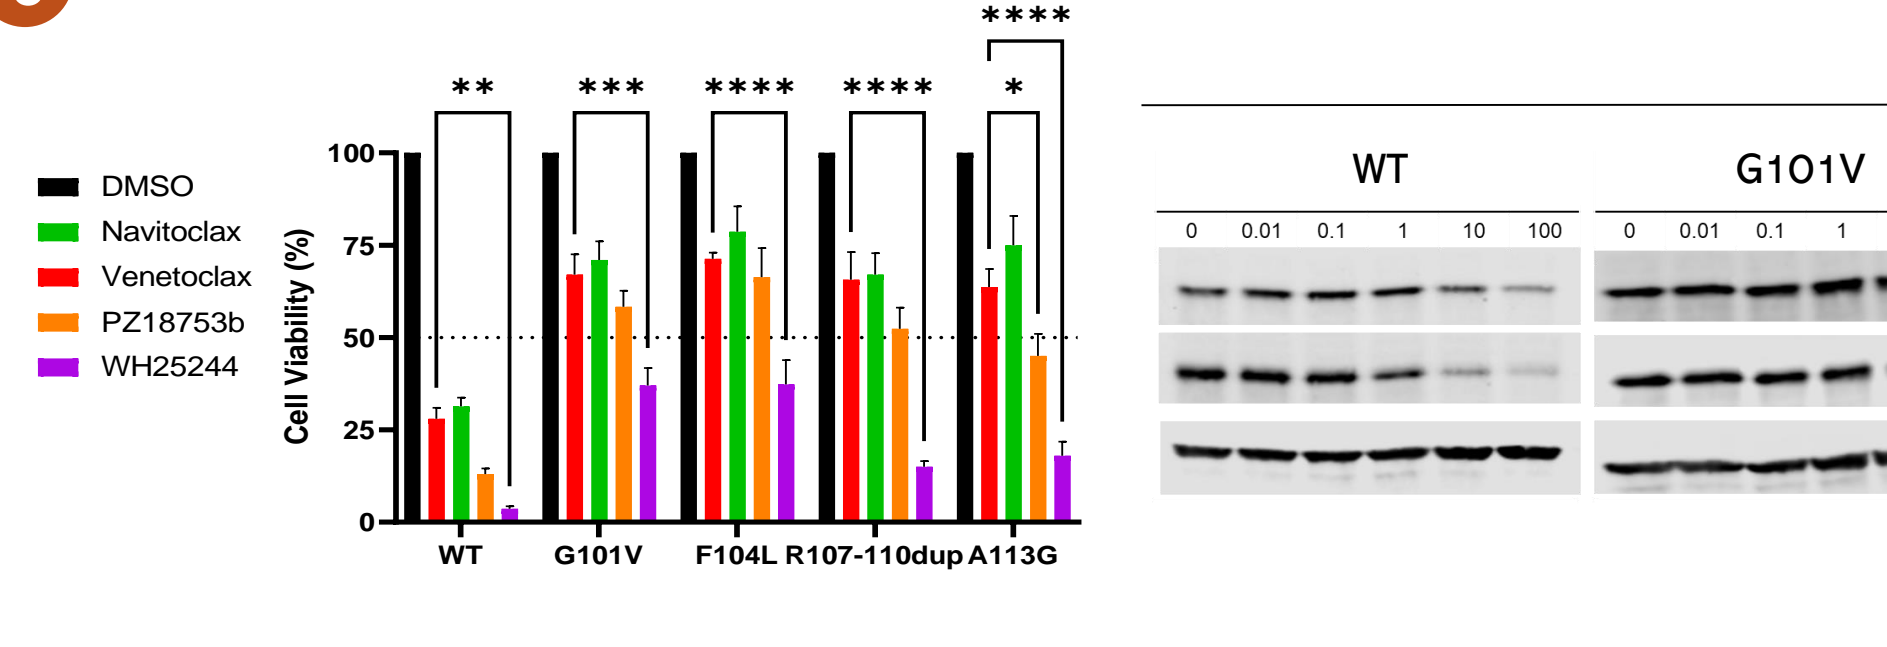 ****
** *** **** **** *
100
75
50
25
0
Cell Viability (%)
DMSO
Navitoclax
Venetoclax
PZ18753b
WH25244
WT G101V F104L R107-110dup A113G
WT
0 0.01 0.1 1 10 100
G101V
0 0.01 0.1 1